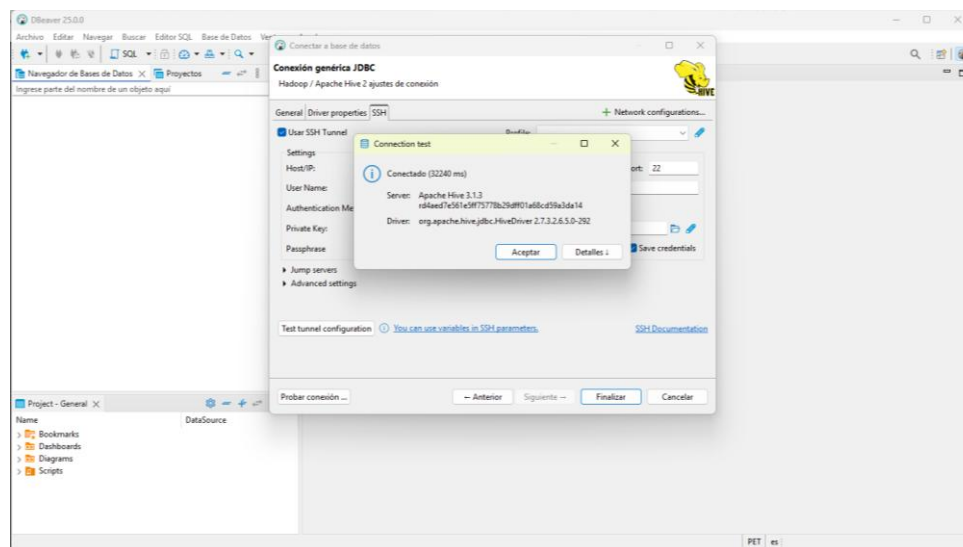 DBeaver 25.0.0
Archivo Editar Navegar Buscar Editor SQL Base de Datos
SQL
Navegador de Bases de Datos
Proyectos
Ingrese parte del nombre de un objeto aquí
Conectar a base de datos
Conexión genérica JDBC
Hadoop / Apache Hive 2 ajustes de conexión
HIVE
General Driver properties SSH
Network configurations...
Usar SSH Tunnel
Profile:
Settings
Host/IP:
ort: 22
User Name:
Authentication Me
Private Key:
Passphrase
Save credentials
Jump servers
Advanced settings
Connection test
Conectado (32240 ms)
Server: Apache Hive 3.1.3
Driver: org.apache.hive.jdbc.HiveDriver 2.7.3.2.6.5.0-292
Aceptar Detalles ↓
Test tunnel configuration
You can use variables in SSH parameters.
SSH Documentation
Probar conexión ...
← Anterior Siguiente → Finalizar Cancelar
Project - General
Name DataSource
Bookmarks
Dashboards
Diagrams
Scripts
PET es